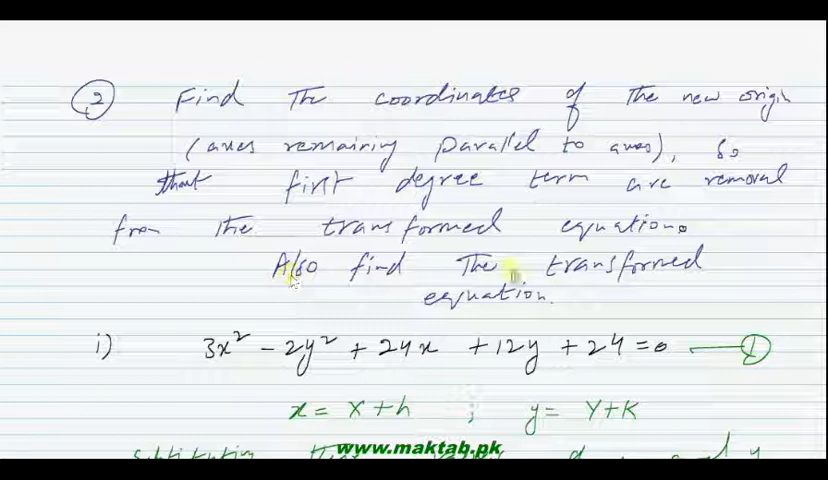 2 Find the coordinates of the new origin
(axes remaining parallel to axes), so
that first degree term are removal
from the transformed equation.
Also find the transformed
equation.
i) 3x² - 2y² + 24x + 12y + 24 = 0 — 1
x = X + h ; y = Y + K
www.maktab.pk